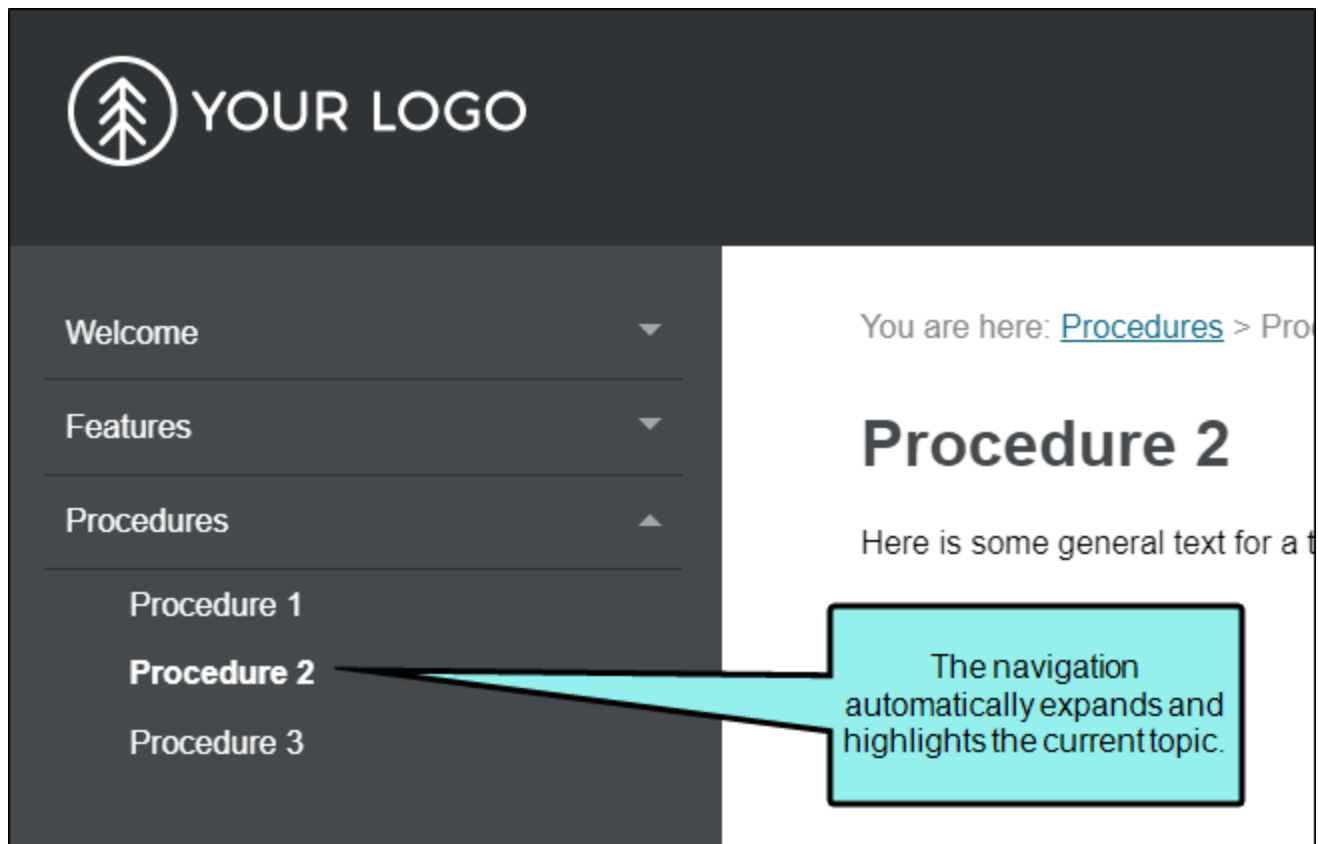 YOUR LOGO
Welcome
Features
Procedures
Procedure 1
Procedure 2
Procedure 3
You are here: Procedures >
Procedure 2
Here is some general text for a
The navigation
automatically expands and
highlights the current topic.